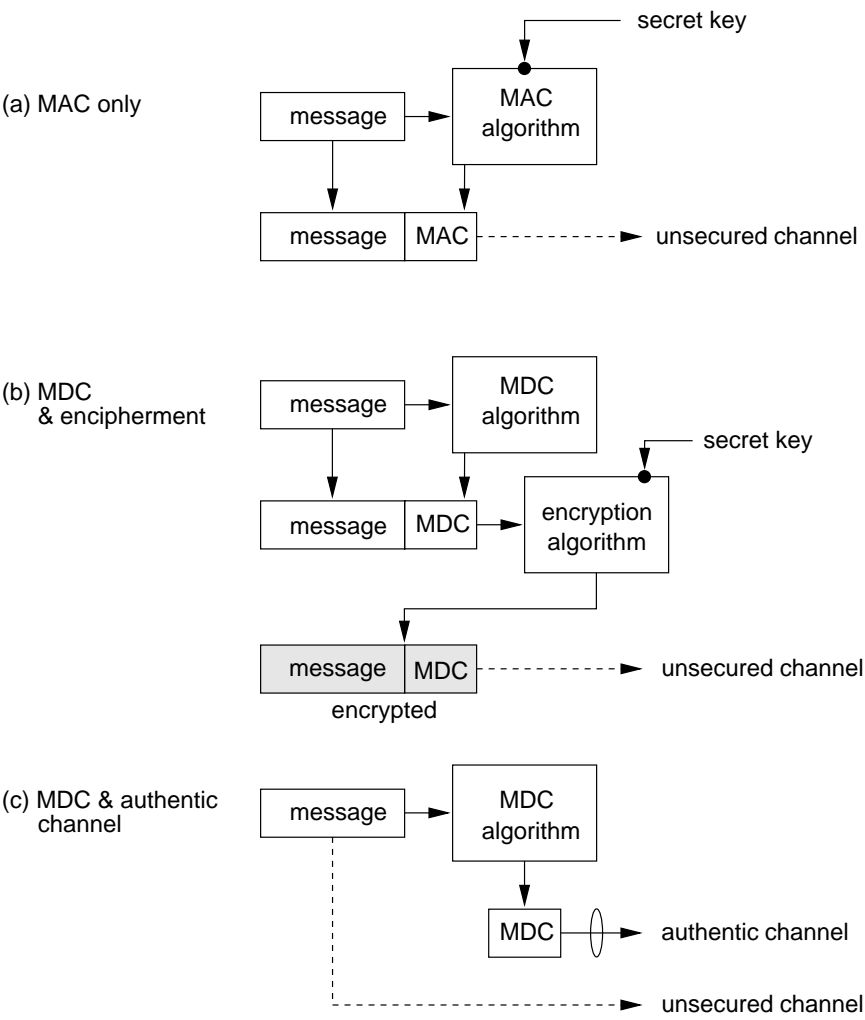 secret key
(a) MAC only
message
MAC
algorithm
message
MAC
unsecured channel
(b) MDC
& encipherment
message
MDC
algorithm
secret key
message
MDC
encryption
algorithm
message
MDC
unsecured channel
encrypted
(c) MDC & authentic
channel
message
MDC
algorithm
MDC
authentic channel
unsecured channel